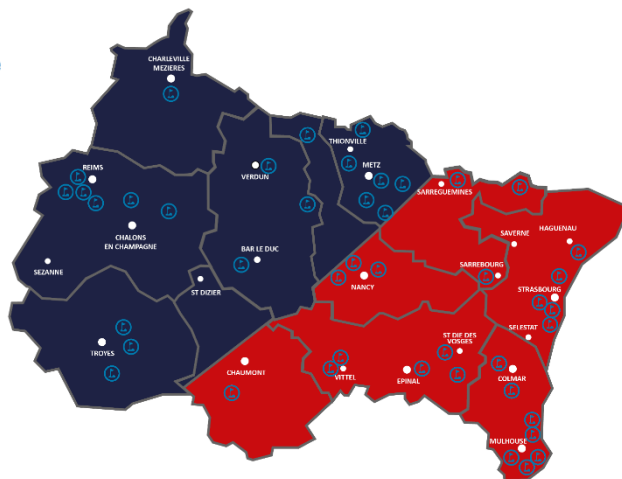 CHARLEVILLE
MEZIERES
THIONVILLE
REIMS
VERDUN
METZ
SARREGUEMINES
CHALONS
EN CHAMPAGNE
SAVERNE
HAGUENAU
SEZANNE
BAR LE DUC
SARREBOURG
ST DIZIER
NANCY
STRASBOURG
TROYES
ST DIE DES
VOSGES
SELESTAT
CHAUMONT
VITTEL
EPINAL
COLMAR
MULHOUSE